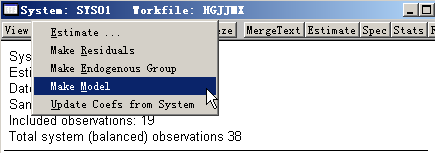 System: SYS01 Workfile: HGJJMX
View
eze
MergeText Estimate Spec Stats
Estimate ...
Make Residuals
Make Endogenous Group
Make Model
Update Coefs from System
Sys
Esti
Date
San
Included observations: 19
Total system (balanced) observations 38